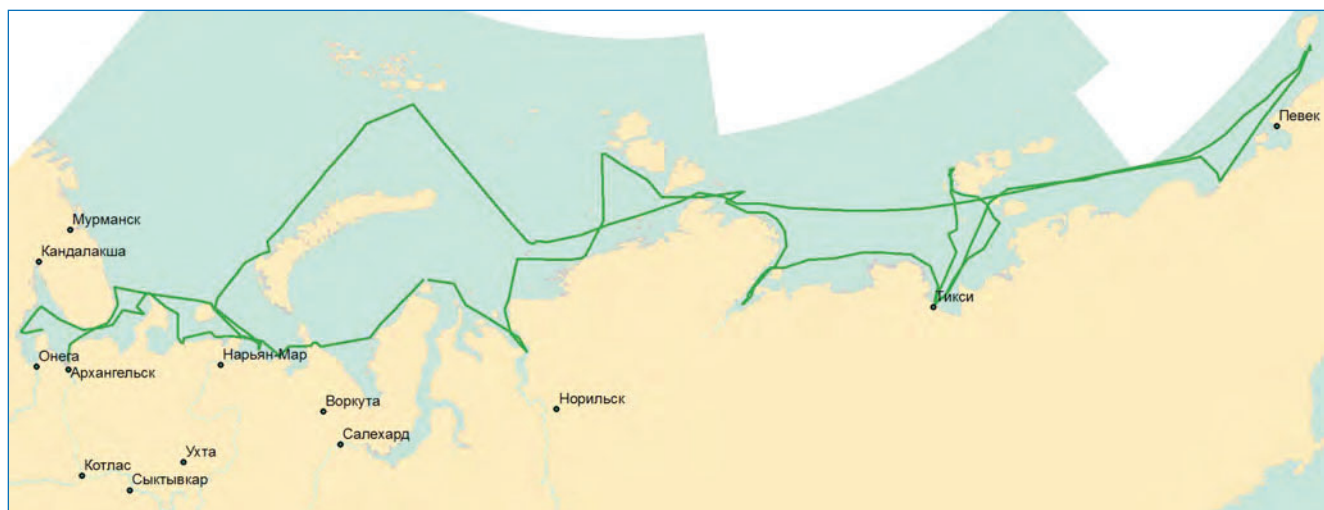 Певек
Мурманск
Кандалакша
Тикси
Онега
Нарьян-Мар
Архангельск
Норильск
Воркута
Салехард
Ухта
Котлас
Сыктывкар